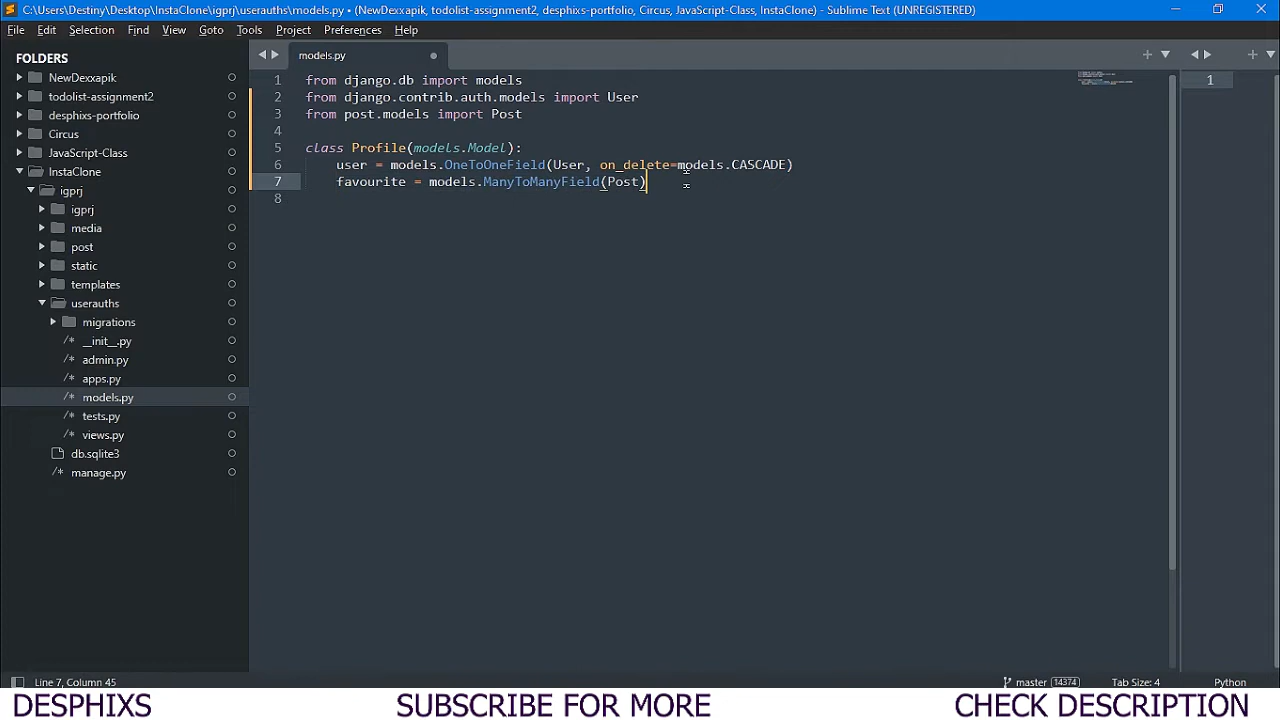 C:\Users\Destiny\Desktop\InstaClone\igprj\userauths\models.py • (NewDexxapik, todolist-assignment2, desphixs-portfolio, Circus, JavaScript-Class, InstaClone) - Sublime Text (UNREGISTERED)
File Edit Selection Find View Goto Tools Project Preferences Help
FOLDERS
NewDexxapik
todolist-assignment2
desphixs-portfolio
Circus
JavaScript-Class
InstaClone
igprj
igprj
media
post
static
templates
userauths
migrations
/* __init__.py
/* admin.py
/* apps.py
/* models.py
/* tests.py
/* views.py
db.sqlite3
/* manage.py
models.py
1 from django.db import models
2 from django.contrib.auth.models import User
3 from post.models import Post
4
5 class Profile(models.Model):
6 user = models.OneToOneField(User, on_delete=models.CASCADE)
7 favourite = models.ManyToManyField(Post)
8
1
Line 7, Column 45
master 14374 Tab Size: 4 Python
DESPHIXS SUBSCRIBE FOR MORE CHECK DESCRIPTION